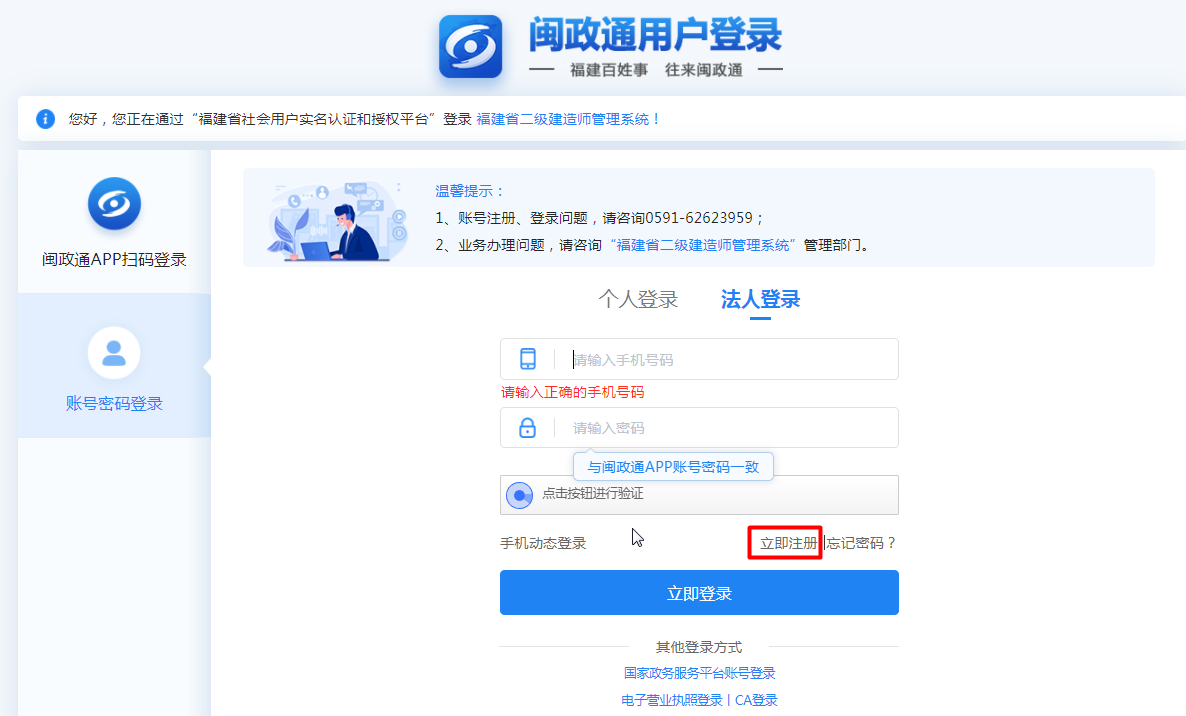 闽政通用户登录
福建百姓事 往来闽政通
您好，您正在通过“福建省社会用户实名认证和授权平台”登录 福建省二级建造师管理系统！
闽政通APP扫码登录
账号密码登录
温馨提示：
1、账号注册、登录问题，请咨询0591-62623959；
2、业务办理问题，请咨询“福建省二级建造师管理系统”管理部门。
个人登录 法人登录
请输入手机号码
请输入正确的手机号码
请输入密码
与闽政通APP账号密码一致
点击按钮进行验证
手机动态登录 立即注册|忘记密码？
立即登录
其他登录方式
国家政务服务平台账号登录
电子营业执照登录 | CA登录